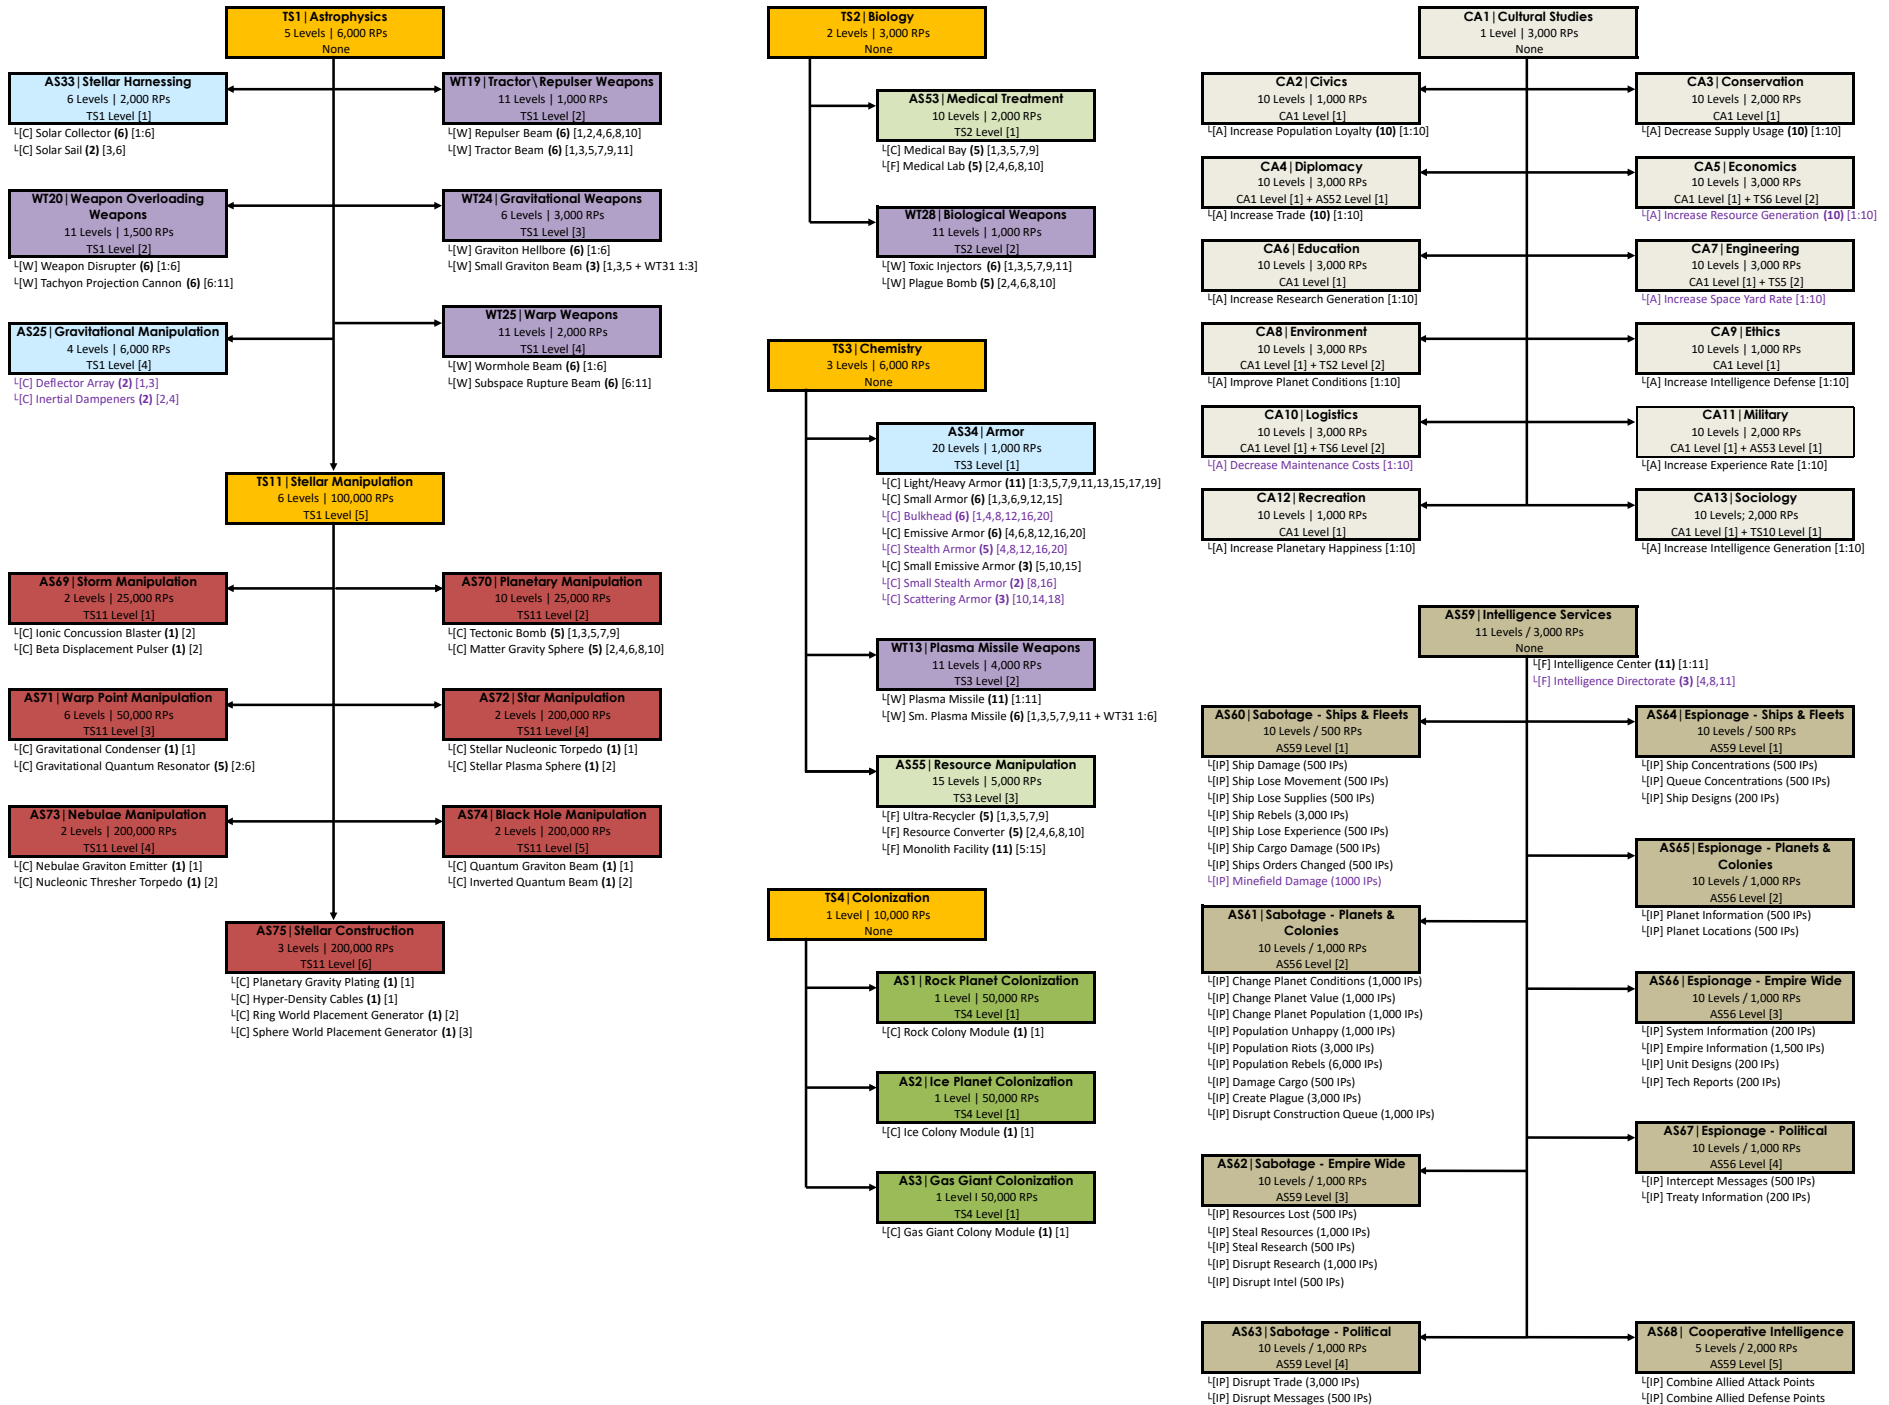 TS1|Astrophysics
5 Levels | 6,000 RPs
None
AS33|Stellar Harnessing
6 Levels | 2,000 RPs
TS1 Level [1]
└[C] Solar Collector (6) [1:6]
└[C] Solar Sail (2) [3,6]
WT19|Tractor\Repulser Weapons
11 Levels | 1,000 RPs
TS1 Level [2]
└[W] Repulser Beam (6) [1,2,4,6,8,10]
└[W] Tractor Beam (6) [1,3,5,7,9,11]
WT20|Weapon Overloading
Weapons
11 Levels | 1,500 RPs
TS1 Level [2]
└[W] Weapon Disrupter (6) [1:6]
└[W] Tachyon Projection Cannon (6) [6:11]
WT24|Gravitational Weapons
6 Levels | 3,000 RPs
TS1 Level [3]
└[W] Graviton Hellbore (6) [1:6]
└[W] Small Graviton Beam (3) [1,3,5 + WT31 1:3]
AS25|Gravitational Manipulation
4 Levels | 6,000 RPs
TS1 Level [4]
└[C] Deflector Array (2) [1,3]
└[C] Inertial Dampeners (2) [2,4]
WT25|Warp Weapons
11 Levels | 2,000 RPs
TS1 Level [4]
└[W] Wormhole Beam (6) [1:6]
└[W] Subspace Rupture Beam (6) [6:11]
TS11|Stellar Manipulation
6 Levels | 100,000 RPs
TS1 Level [5]
AS69|Storm Manipulation
2 Levels | 25,000 RPs
TS11 Level [1]
└[C] Ionic Concussion Blaster (1) [2]
└[C] Beta Displacement Pulser (1) [2]
AS70|Planetary Manipulation
10 Levels | 25,000 RPs
TS11 Level [2]
└[C] Tectonic Bomb (5) [1,3,5,7,9]
└[C] Matter Gravity Sphere (5) [2,4,6,8,10]
AS71|Warp Point Manipulation
6 Levels | 50,000 RPs
TS11 Level [3]
└[C] Gravitational Condenser (1) [1]
└[C] Gravitational Quantum Resonator (5) [2:6]
AS72|Star Manipulation
2 Levels | 200,000 RPs
TS11 Level [4]
└[C] Stellar Nucleonic Torpedo (1) [1]
└[C] Stellar Plasma Sphere (1) [2]
AS73|Nebulae Manipulation
2 Levels | 200,000 RPs
TS11 Level [4]
└[C] Nebulae Graviton Emitter (1) [1]
└[C] Nucleonic Thresher Torpedo (1) [2]
AS74|Black Hole Manipulation
2 Levels | 200,000 RPs
TS11 Level [5]
└[C] Quantum Graviton Beam (1) [1]
└[C] Inverted Quantum Beam (1) [2]
AS75|Stellar Construction
3 Levels | 200,000 RPs
TS11 Level [6]
└[C] Planetary Gravity Plating (1) [1]
└[C] Hyper-Density Cables (1) [1]
└[C] Ring World Placement Generator (1) [2]
└[C] Sphere World Placement Generator (1) [3]
TS2|Biology
2 Levels | 3,000 RPs
None
AS53|Medical Treatment
10 Levels | 2,000 RPs
TS2 Level [1]
└[C] Medical Bay (5) [1,3,5,7,9]
└[F] Medical Lab (5) [2,4,6,8,10]
WT28|Biological Weapons
11 Levels | 1,000 RPs
TS2 Level [2]
└[W] Toxic Injectors (6) [1,3,5,7,9,11]
└[W] Plague Bomb (5) [2,4,6,8,10]
TS3|Chemistry
3 Levels | 6,000 RPs
None
AS34|Armor
20 Levels | 1,000 RPs
TS3 Level [1]
└[C] Light/Heavy Armor (11) [1:3,5,7,9,11,13,15,17,19]
└[C] Small Armor (6) [1,3,6,9,12,15]
└[C] Bulkhead (6) [1,4,8,12,16,20]
└[C] Emissive Armor (6) [4,6,8,12,16,20]
└[C] Stealth Armor (5) [4,8,12,16,20]
└[C] Small Emissive Armor (3) [5,10,15]
└[C] Small Stealth Armor (2) [8,16]
└[C] Scattering Armor (3) [10,14,18]
WT13|Plasma Missile Weapons
11 Levels | 4,000 RPs
TS3 Level [2]
└[W] Plasma Missile (11) [1:11]
└[W] Sm. Plasma Missile (6) [1,3,5,7,9,11 + WT31 1:6]
AS55|Resource Manipulation
15 Levels | 5,000 RPs
TS3 Level [3]
└[F] Ultra-Recycler (5) [1,3,5,7,9]
└[F] Resource Converter (5) [2,4,6,8,10]
└[F] Monolith Facility (11) [5:15]
TS4|Colonization
1 Level | 10,000 RPs
None
AS1|Rock Planet Colonization
1 Level | 50,000 RPs
TS4 Level [1]
└[C] Rock Colony Module (1) [1]
AS2|Ice Planet Colonization
1 Level | 50,000 RPs
TS4 Level [1]
└[C] Ice Colony Module (1) [1]
AS3|Gas Giant Colonization
1 Level I 50,000 RPs
TS4 Level [1]
└[C] Gas Giant Colony Module (1) [1]
CA1|Cultural Studies
1 Level | 3,000 RPs
None
CA2|Civics
10 Levels | 1,000 RPs
CA1 Level [1]
└[A] Increase Population Loyalty (10) [1:10]
CA3|Conservation
10 Levels | 2,000 RPs
CA1 Level [1]
└[A] Decrease Supply Usage (10) [1:10]
CA4|Diplomacy
10 Levels | 3,000 RPs
CA1 Level [1] + AS52 Level [1]
└[A] Increase Trade (10) [1:10]
CA5|Economics
10 Levels | 3,000 RPs
CA1 Level [1] + TS6 Level [2]
└[A] Increase Resource Generation (10) [1:10]
CA6|Education
10 Levels | 3,000 RPs
CA1 Level [1]
└[A] Increase Research Generation [1:10]
CA7|Engineering
10 Levels | 3,000 RPs
CA1 Level [1] + TS5 [2]
└[A] Increase Space Yard Rate [1:10]
CA8|Environment
10 Levels | 3,000 RPs
CA1 Level [1] + TS2 Level [2]
└[A] Improve Planet Conditions [1:10]
CA9|Ethics
10 Levels | 1,000 RPs
CA1 Level [1]
└[A] Increase Intelligence Defense [1:10]
CA10|Logistics
10 Levels | 3,000 RPs
CA1 Level [1] + TS6 Level [2]
└[A] Decrease Maintenance Costs [1:10]
CA11|Military
10 Levels | 2,000 RPs
CA1 Level [1] + AS53 Level [1]
└[A] Increase Experience Rate [1:10]
CA12|Recreation
10 Levels | 1,000 RPs
CA1 Level [1]
└[A] Increase Planetary Happiness [1:10]
CA13|Sociology
10 Levels; 2,000 RPs
CA1 Level [1] + TS10 Level [1]
└[A] Increase Intelligence Generation [1:10]
AS59|Intelligence Services
11 Levels / 3,000 RPs
None
└[F] Intelligence Center (11) [1:11]
└[F] Intelligence Directorate (3) [4,8,11]
AS60|Sabotage - Ships & Fleets
10 Levels / 500 RPs
AS59 Level [1]
└[IP] Ship Damage (500 IPs)
└[IP] Ship Lose Movement (500 IPs)
└[IP] Ship Lose Supplies (500 IPs)
└[IP] Ship Rebels (3,000 IPs)
└[IP] Ship Lose Experience (500 IPs)
└[IP] Ship Cargo Damage (500 IPs)
└[IP] Ships Orders Changed (500 IPs)
└[IP] Minefield Damage (1000 IPs)
AS64|Espionage - Ships & Fleets
10 Levels / 500 RPs
AS59 Level [1]
└[IP] Ship Concentrations (500 IPs)
└[IP] Queue Concentrations (500 IPs)
└[IP] Ship Designs (200 IPs)
AS65|Espionage - Planets &
Colonies
10 Levels / 1,000 RPs
AS56 Level [2]
└[IP] Planet Information (500 IPs)
└[IP] Planet Locations (500 IPs)
AS61|Sabotage - Planets &
Colonies
10 Levels / 1,000 RPs
AS56 Level [2]
└[IP] Change Planet Conditions (1,000 IPs)
└[IP] Change Planet Value (1,000 IPs)
└[IP] Change Planet Population (1,000 IPs)
└[IP] Population Unhappy (1,000 IPs)
└[IP] Population Riots (3,000 IPs)
└[IP] Population Rebels (6,000 IPs)
└[IP] Damage Cargo (500 IPs)
└[IP] Create Plague (3,000 IPs)
└[IP] Disrupt Construction Queue (1,000 IPs)
AS66|Espionage - Empire Wide
10 Levels / 1,000 RPs
AS56 Level [3]
└[IP] System Information (200 IPs)
└[IP] Empire Information (1,500 IPs)
└[IP] Unit Designs (200 IPs)
└[IP] Tech Reports (200 IPs)
AS67|Espionage - Political
10 Levels / 1,000 RPs
AS56 Level [4]
└[IP] Intercept Messages (500 IPs)
└[IP] Treaty Information (200 IPs)
AS62|Sabotage - Empire Wide
10 Levels / 1,000 RPs
AS59 Level [3]
└[IP] Resources Lost (500 IPs)
└[IP] Steal Resources (1,000 IPs)
└[IP] Steal Research (500 IPs)
└[IP] Disrupt Research (1,000 IPs)
└[IP] Disrupt Intel (500 IPs)
AS63|Sabotage - Political
10 Levels / 1,000 RPs
AS59 Level [4]
└[IP] Disrupt Trade (3,000 IPs)
└[IP] Disrupt Messages (500 IPs)
AS68| Cooperative Intelligence
5 Levels / 2,000 RPs
AS59 Level [5]
└[IP] Combine Allied Attack Points
└[IP] Combine Allied Defense Points